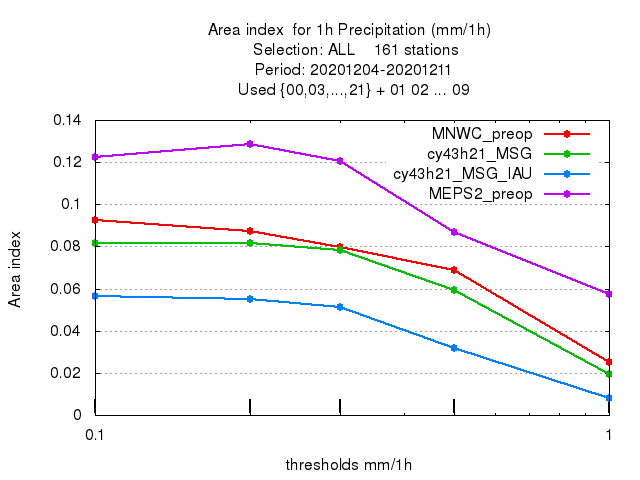 Area index for 1h Precipitation (mm/1h)
Selection: ALL    161 stations
Period: 20201204-20201211
Used {00,03,...,21} + 01 02 ... 09
0.14
0.12
0.1
0.08
0.06
0.04
0.02
0
Area index
MNWC_preop
cy43h21_MSG
cy43h21_MSG_IAU
MEPS2_preop
0.1
1
thresholds mm/1h